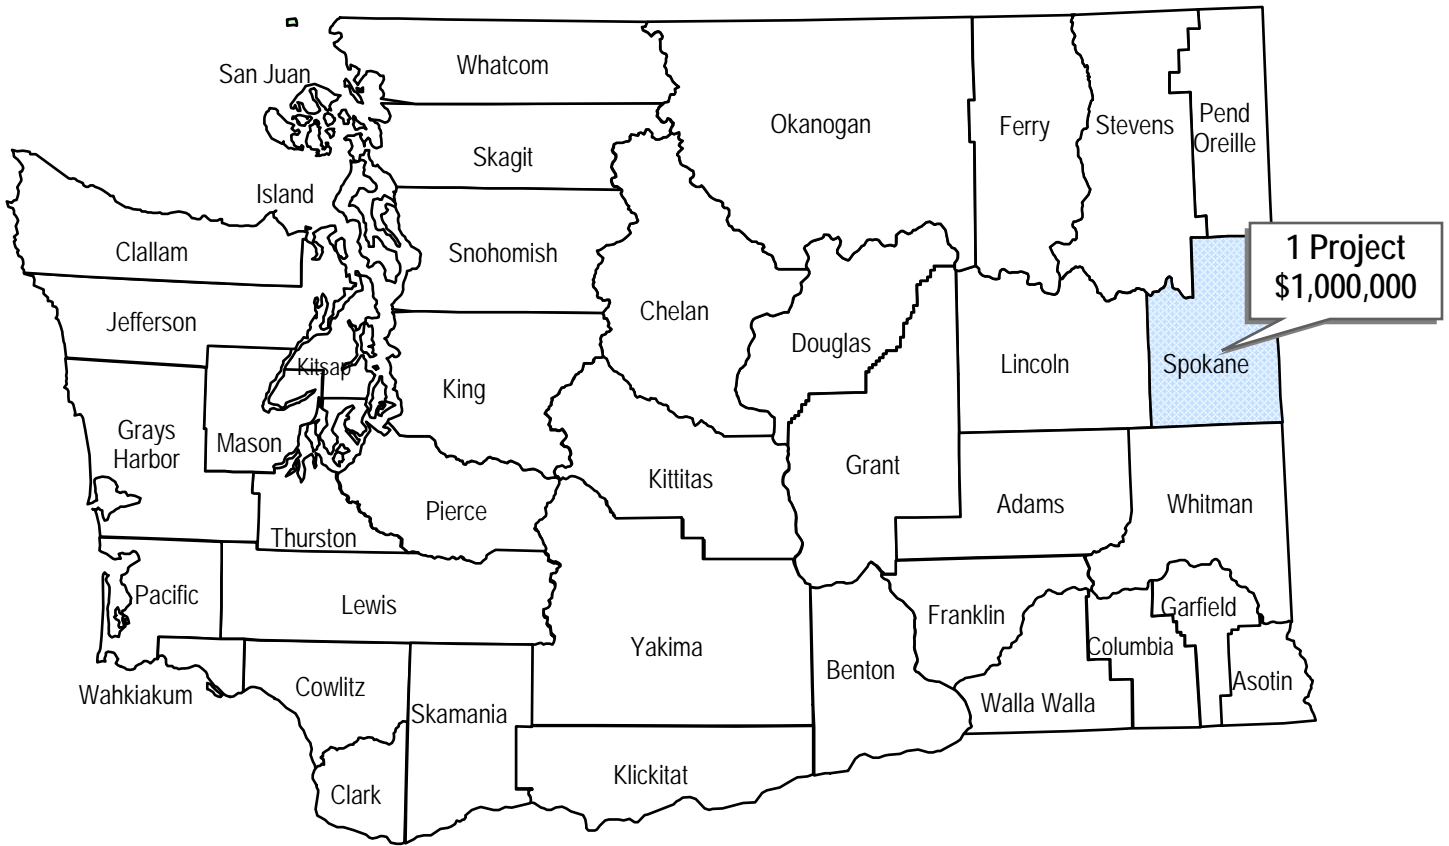 San Juan
Whatcom
Okanogan
Ferry
Stevens
Pend
Oreille
Skagit
Island
Clallam
Snohomish
1 Project
$1,000,000
Chelan
Jefferson
Douglas
Lincoln
Spokane
Kitsap
King
Grays
Harbor
Mason
Kittitas
Grant
Adams
Whitman
Pierce
Thurston
Pacific
Lewis
Yakima
Franklin
Garfield
Columbia
Benton
Asotin
Wahkiakum
Cowlitz
Skamania
Walla Walla
Klickitat
Clark